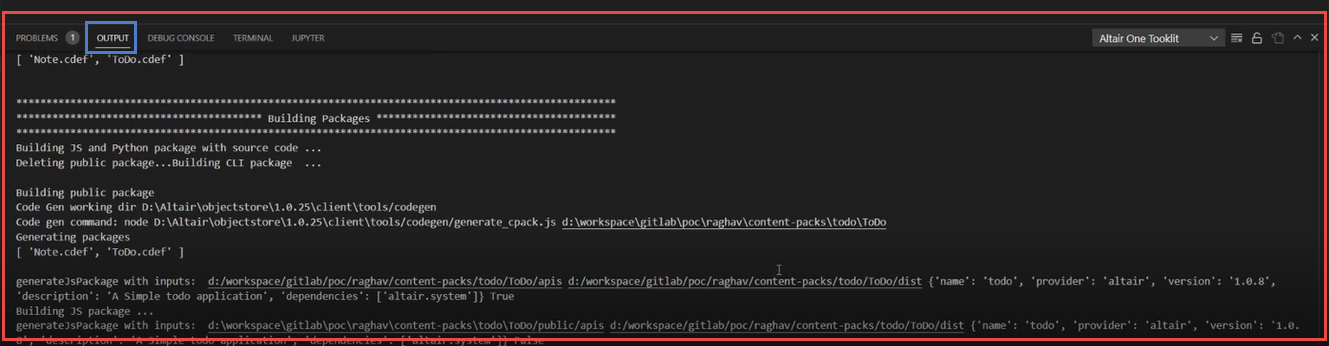 PROBLEMS 1 OUTPUT DEBUG CONSOLE TERMINAL JUPYTER Altair One Tooklit
[ 'Note.cdef', 'ToDo.cdef' ]
****************************************************************************************************
***************************************** Building Packages ****************************************
****************************************************************************************************
Building JS and Python package with source code ...
Deleting public package...Building CLI package  ...
Building public package
Code Gen working dir D:\Altair\objectstore\1.0.25\client\tools/codegen
Code gen command: node D:\Altair\objectstore\1.0.25\client\tools/codegen/generate_cpack.js d:\workspace\gitlab\poc\raghav\content-packs\todo\ToDo
Generating packages
[ 'Note.cdef', 'ToDo.cdef' ]
generateJsPackage with inputs:  d:/workspace/gitlab/poc/raghav/content-packs/todo/ToDo/apis d:/workspace/gitlab/poc/raghav/content-packs/todo/ToDo/dist {'name': 'todo', 'provider': 'altair', 'version': '1.0.8',
'description': 'A Simple todo application', 'dependencies': ['altair.system']} True
Building JS package ...
generateJsPackage with inputs:  d:\workspace\gitlab\poc\raghav\content-packs\todo\ToDo/public/apis d:/workspace/gitlab/poc/raghav/content-packs/todo/ToDo/dist {'name': 'todo', 'provider': 'altair', 'version': '1.0.
8', 'description': 'A Simple todo application', 'dependencies': ['altair.system']} False